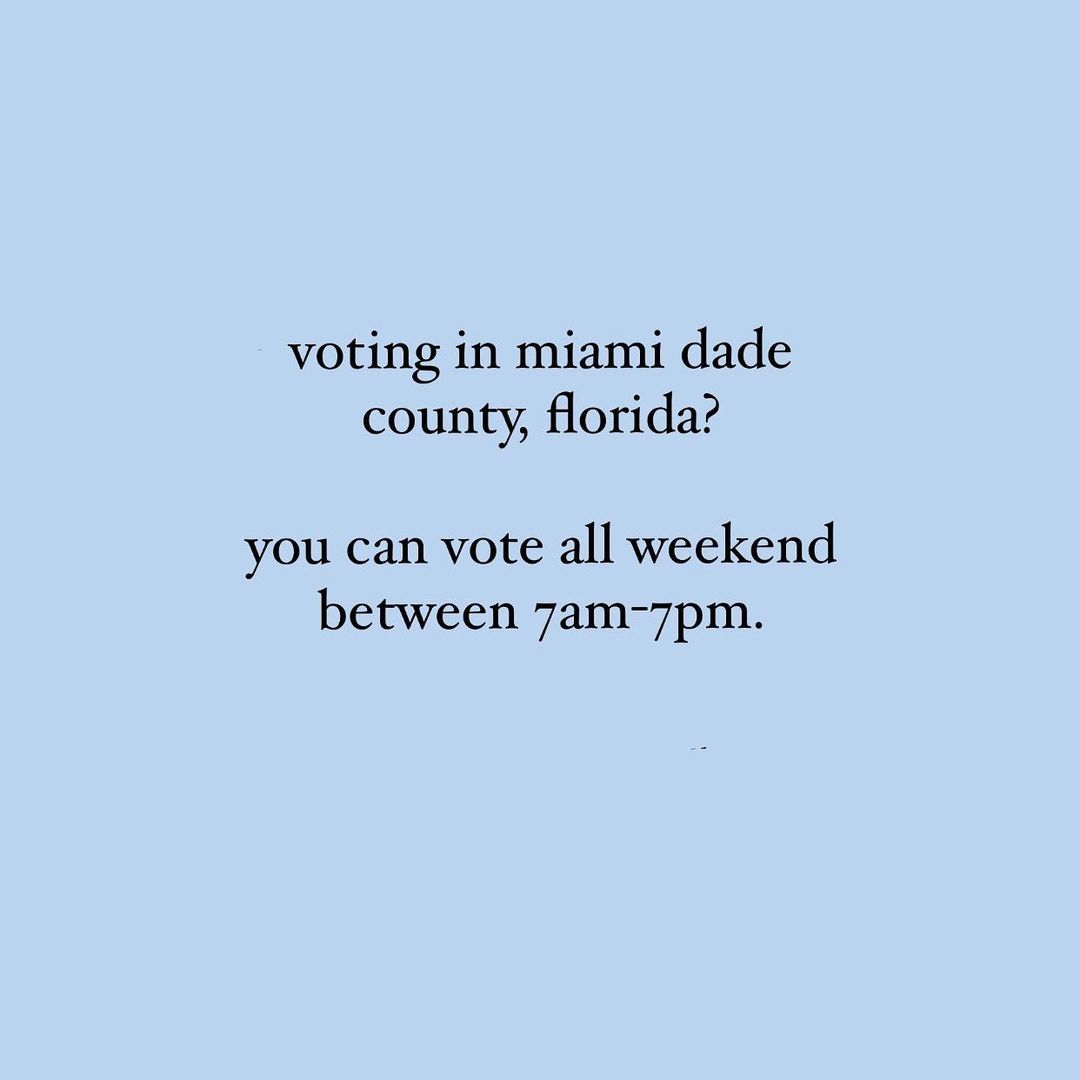 voting in miami dade
county, florida?
you can vote all weekend
between 7am-7pm.